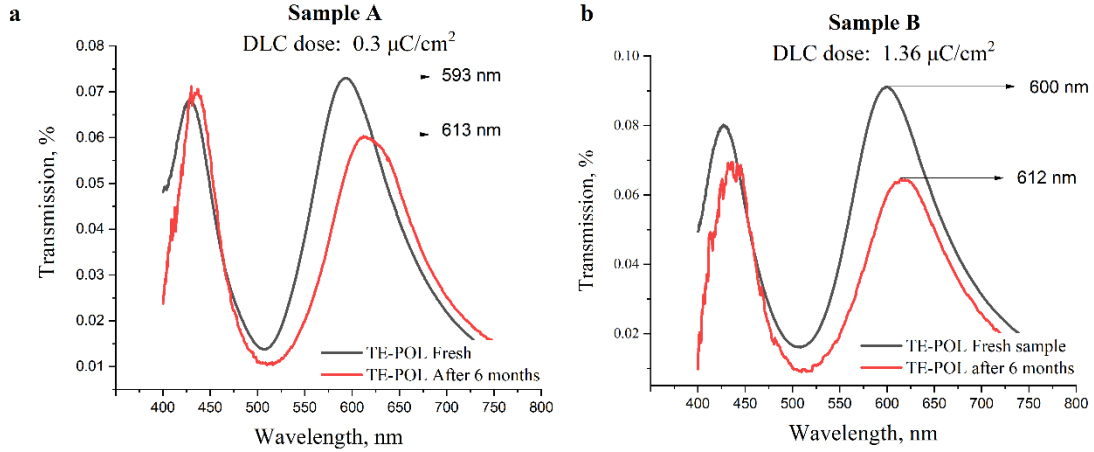 a
Sample A
DLC dose: 0.3 μC/cm²
0.08
0.07
0.06
0.05
0.04
0.03
0.02
0.01
Transmission, %
593 nm
613 nm
TE-POL Fresh
TE-POL After 6 months
400 450 500 550 600 650 700 750 800
Wavelength, nm
b
Sample B
DLC dose: 1.36 μC/cm²
0.10
0.08
0.06
0.04
0.02
Transmission, %
600 nm
612 nm
TE-POL Fresh sample
TE-POL after 6 months
400 450 500 550 600 650 700 750 800
Wavelength, nm